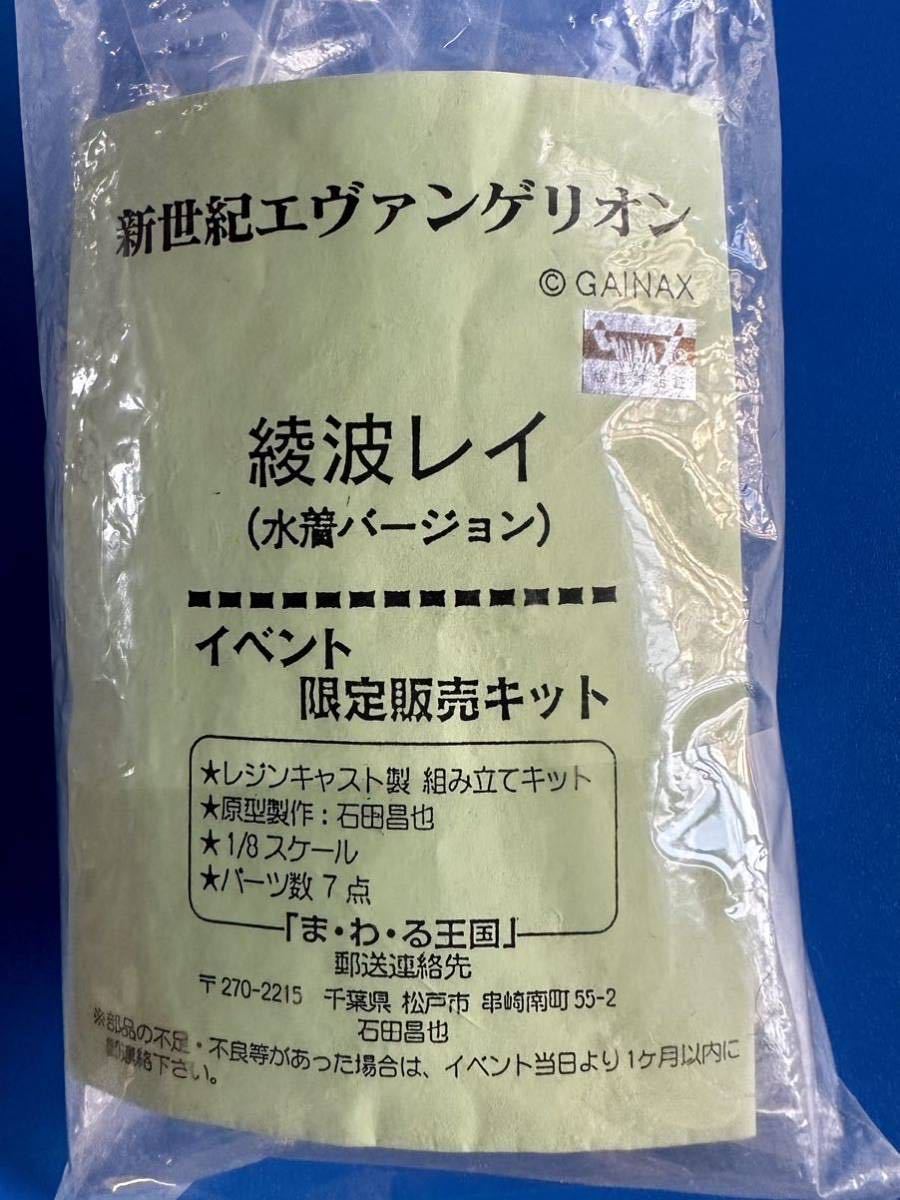 新世紀エヴァンゲリオン
© GAINAX
綾波レイ
(水着バージョン)
イベント
限定販売キット
★レジンキャスト製 組み立てキット
★原型製作:石田昌也
★1/8スケール
★パーツ数 7 点
「ま・わ・る王国」
郵送連絡先
〒270-2215 千葉県 松戸市 串崎南町 55-2
石田昌也
※部品の不足・不良等があった場合は、イベント当日より1ヶ月以内に
下さい。